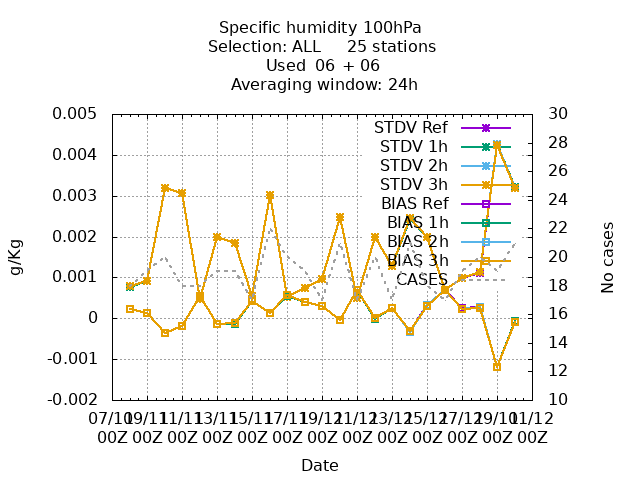 Specific humidity 100hPa
Selection: ALL 25 stations
Used 06 + 06
Averaging window: 24h
g/Kg
0.005
0.004
0.003
0.002
0.001
0
-0.001
-0.002
STDV Ref
STDV 1h
STDV 2h
STDV 3h
BIAS Ref
BIAS 1h
BIAS 2h
BIAS 3h
CASES
30
28
26
24
22
20
18
16
14
12
10
No cases
07/10 09/11 11/11 13/11 15/11 17/11 19/12 21/12 23/12 25/12 27/12 29/10 01/12
00Z 00Z 00Z 00Z 00Z 00Z 00Z 00Z 00Z 00Z 00Z 00Z 00Z
Date